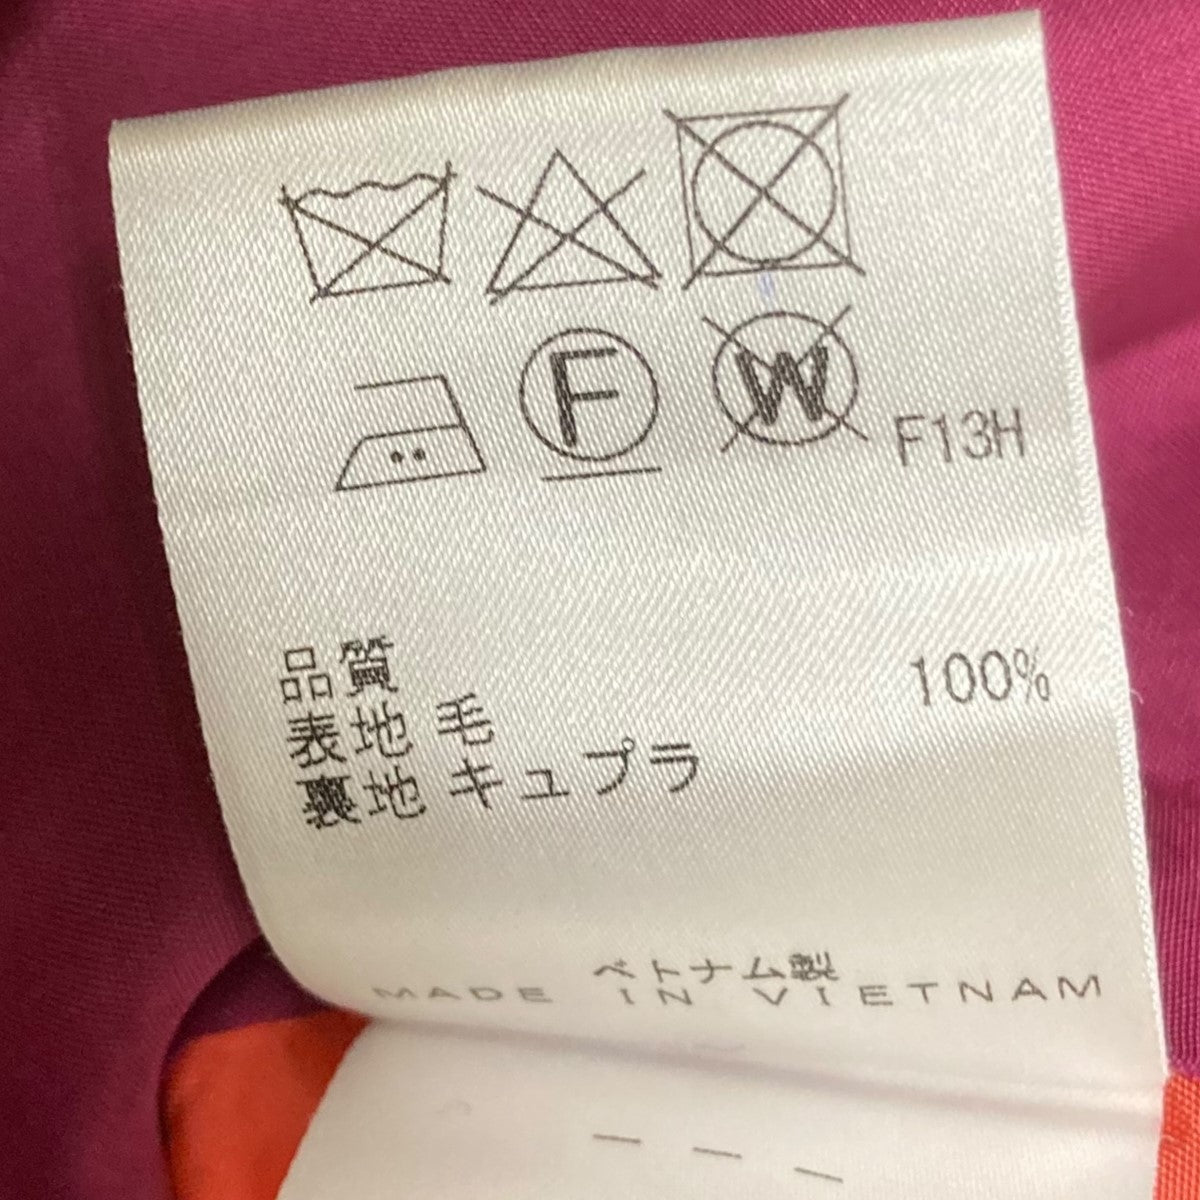 F W F13H
品質
表地 毛 100%
裏地 キュプラ
ベトナム製
MADE IN VIETNAM